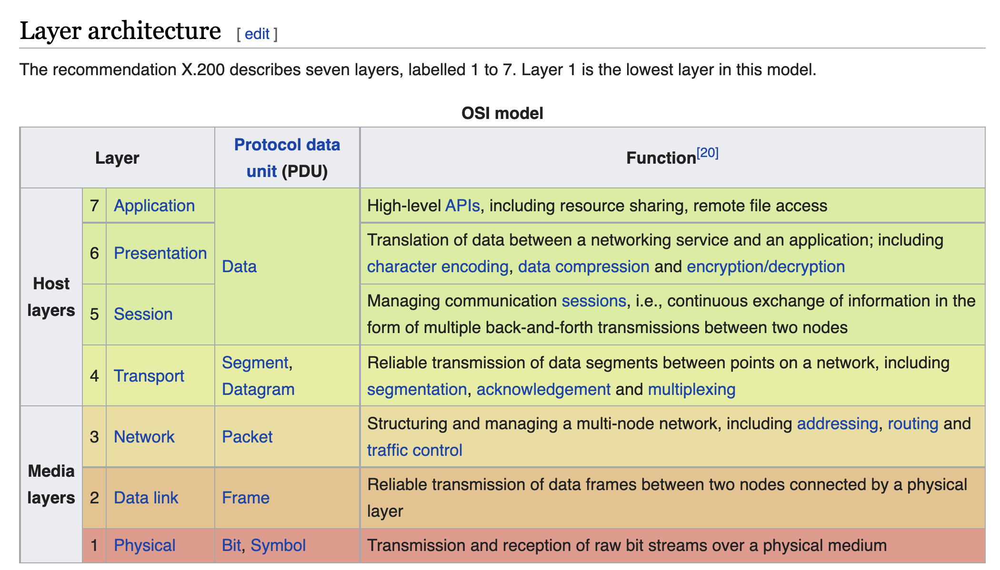 Layer architecture [ edit ]
The recommendation X.200 describes seven layers, labelled 1 to 7. Layer 1 is the lowest layer in this model.
OSI model
Layer
Protocol data
unit (PDU)
Function[20]
Host
layers
7 Application
Data
High-level APIs, including resource sharing, remote file access
6 Presentation
Translation of data between a networking service and an application; including
character encoding, data compression and encryption/decryption
5 Session
Managing communication sessions, i.e., continuous exchange of information in the
form of multiple back-and-forth transmissions between two nodes
4 Transport
Segment,
Datagram
Reliable transmission of data segments between points on a network, including
segmentation, acknowledgement and multiplexing
Media
layers
3 Network
Packet
Structuring and managing a multi-node network, including addressing, routing and
traffic control
2 Data link
Frame
Reliable transmission of data frames between two nodes connected by a physical
layer
1 Physical
Bit, Symbol
Transmission and reception of raw bit streams over a physical medium